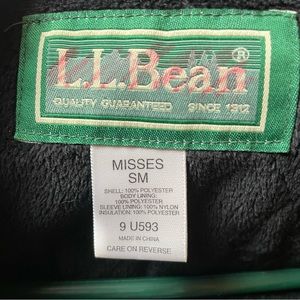 L.L.Bean®
QUALITY GUARANTEED SINCE 1912
MISSES
SM
SHELL: 100% POLYESTER
BODY LINING:
100% POLYESTER
SLEEVE LINING: 100% NYLON
INSULATION: 100% POLYESTER
9 U593
MADE IN CHINA
CARE ON REVERSE